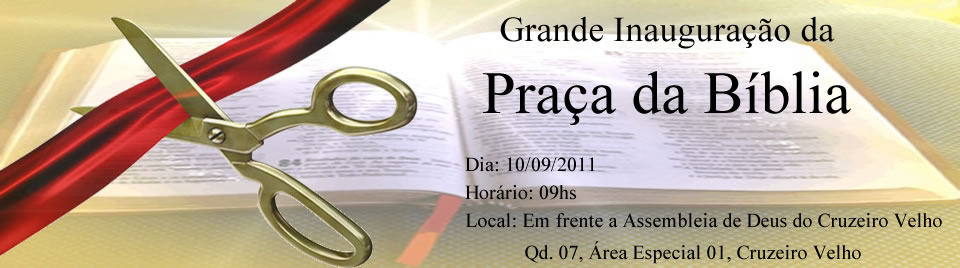 Grande Inauguração da
Praça da Bíblia
Dia: 10/09/2011
Horário: 09hs
Local: Em frente a Assembleia de Deus do Cruzeiro Velho
Qd. 07, Área Especial 01, Cruzeiro Velho